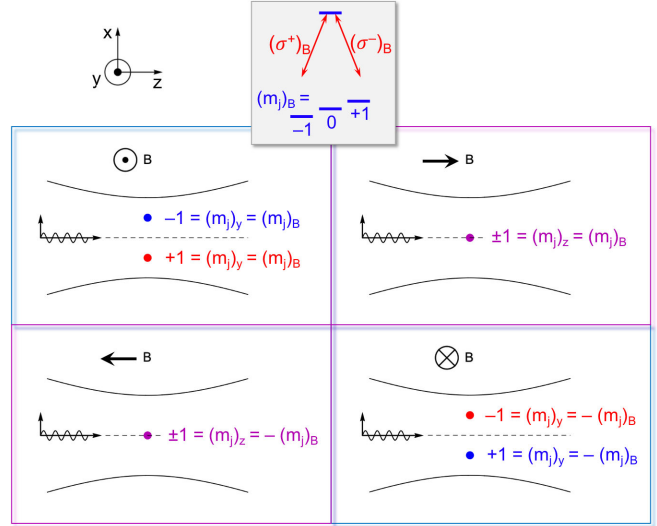 x
y
z
(σ⁺)B
(σ⁻)B
(mj)B =
–1
0
+1
B
–1 = (mj)y = (mj)B
+1 = (mj)y = (mj)B
B
±1 = (mj)z = (mj)B
B
±1 = (mj)z = – (mj)B
B
–1 = (mj)y = – (mj)B
+1 = (mj)y = – (mj)B